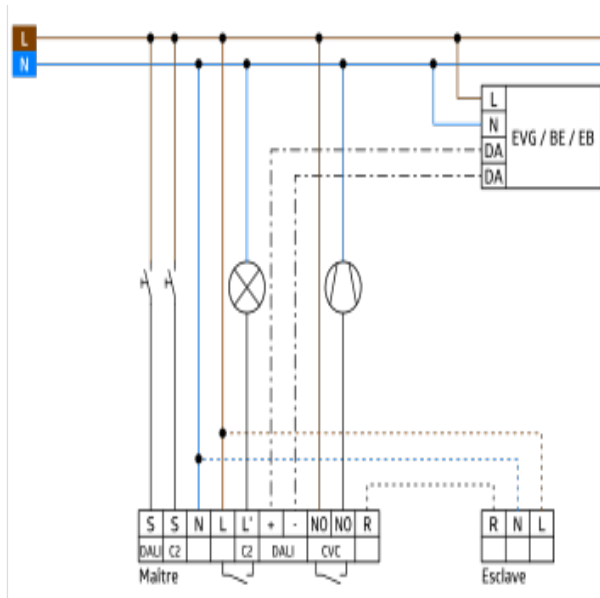 L
N
L
N EVG / BE / EB
DA
DA
S S N L L' + - NO NO R
DALI C2 C2 DALI CVC
Maître
R N L
Esclave